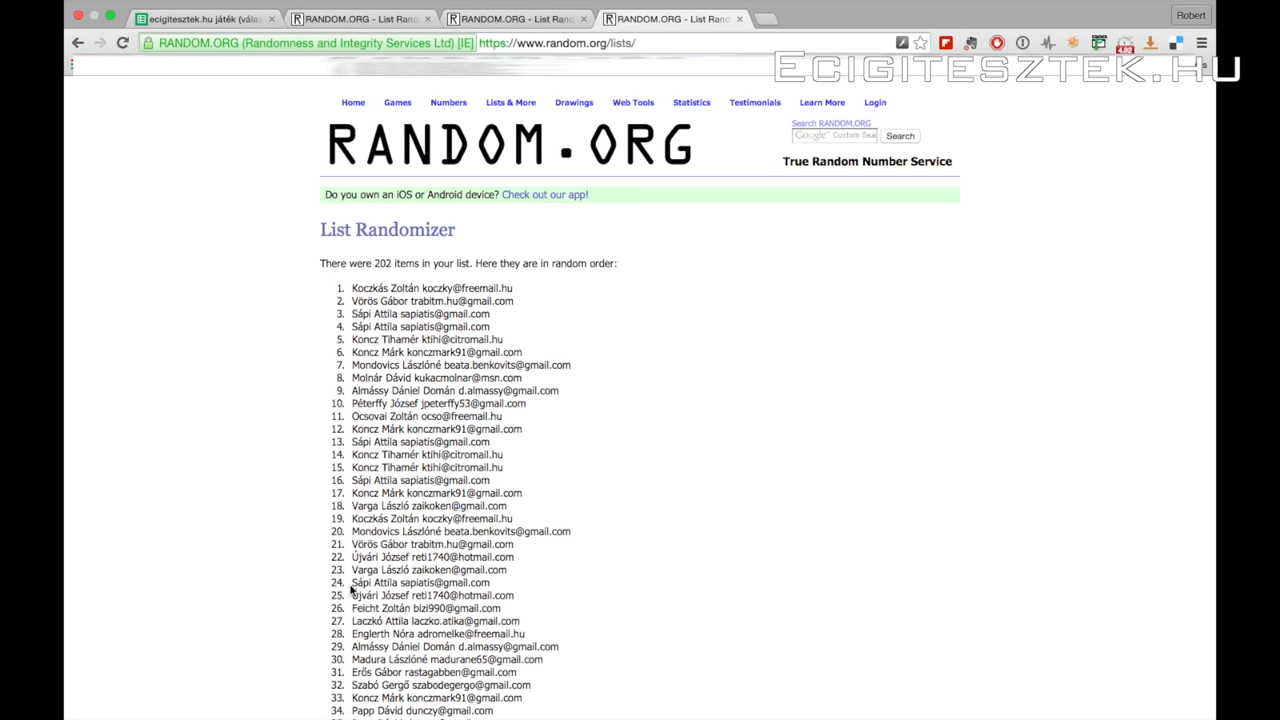 ecigitesztek.hu játék (válas
RANDOM.ORG - List Rand
RANDOM.ORG - List Rand
RANDOM.ORG - List Rand
Robert
RANDOM.ORG (Randomness and Integrity Services Ltd) [IE] https://www.random.org/lists/
4.92
ECIGITESZTEK.HU
Home Games Numbers Lists & More Drawings Web Tools Statistics Testimonials Learn More Login
RANDOM.ORG
Search RANDOM.ORG
Google™ Custom Sea Search
True Random Number Service
Do you own an iOS or Android device? Check out our app!
List Randomizer
There were 202 items in your list. Here they are in random order:
1. Koczkás Zoltán koczky@freemail.hu
2. Vörös Gábor trabitm.hu@gmail.com
3. Sápi Attila sapiatis@gmail.com
4. Sápi Attila sapiatis@gmail.com
5. Koncz Tihamér ktihi@citromail.hu
6. Koncz Márk konczmark91@gmail.com
7. Mondovics Lászlóné beata.benkovits@gmail.com
8. Molnár Dávid kukacmolnar@msn.com
9. Almássy Dániel Domán d.almassy@gmail.com
10. Péterffy József jpeterffy53@gmail.com
11. Ocsovai Zoltán ocso@freemail.hu
12. Koncz Márk konczmark91@gmail.com
13. Sápi Attila sapiatis@gmail.com
14. Koncz Tihamér ktihi@citromail.hu
15. Koncz Tihamér ktihi@citromail.hu
16. Sápi Attila sapiatis@gmail.com
17. Koncz Márk konczmark91@gmail.com
18. Varga László zaikoken@gmail.com
19. Koczkás Zoltán koczky@freemail.hu
20. Mondovics Lászlóné beata.benkovits@gmail.com
21. Vörös Gábor trabitm.hu@gmail.com
22. Újvári József reti1740@hotmail.com
23. Varga László zaikoken@gmail.com
24. Sápi Attila sapiatis@gmail.com
25. Újvári József reti1740@hotmail.com
26. Feicht Zoltán bizi990@gmail.com
27. Laczkó Attila laczko.atika@gmail.com
28. Englerth Nóra adromelke@freemail.hu
29. Almássy Dániel Domán d.almassy@gmail.com
30. Madura Lászlóné madurane65@gmail.com
31. Erős Gábor rastagabben@gmail.com
32. Szabó Gergő szabodegergo@gmail.com
33. Koncz Márk konczmark91@gmail.com
34. Papp Dávid dunczy@gmail.com